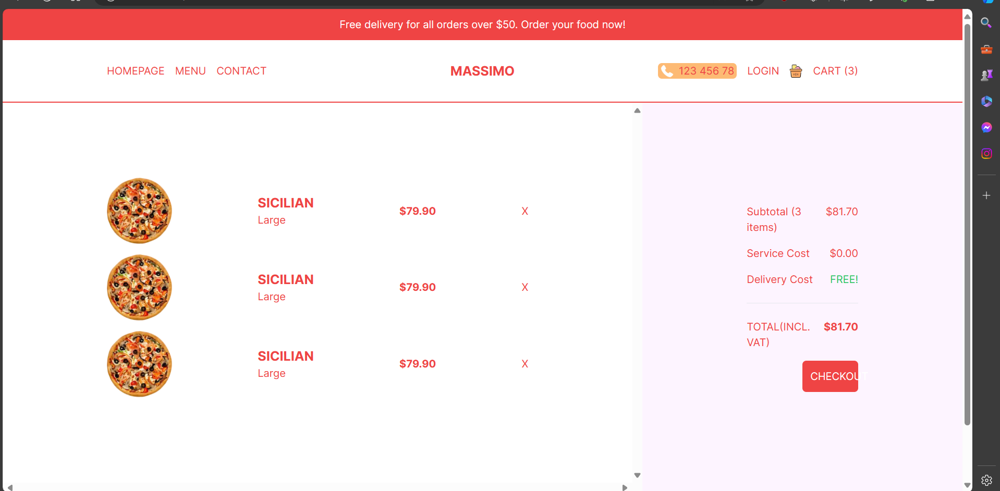 Free delivery for all orders over $50. Order your food now!
HOMEPAGE MENU CONTACT
MASSIMO
123 456 78 LOGIN CART (3)
SICILIAN
Large
$79.90
X
SICILIAN
Large
$79.90
X
SICILIAN
Large
$79.90
X
Subtotal (3
items)
$81.70
Service Cost $0.00
Delivery Cost FREE!
TOTAL(INCL.
VAT)
$81.70
CHECKOUT